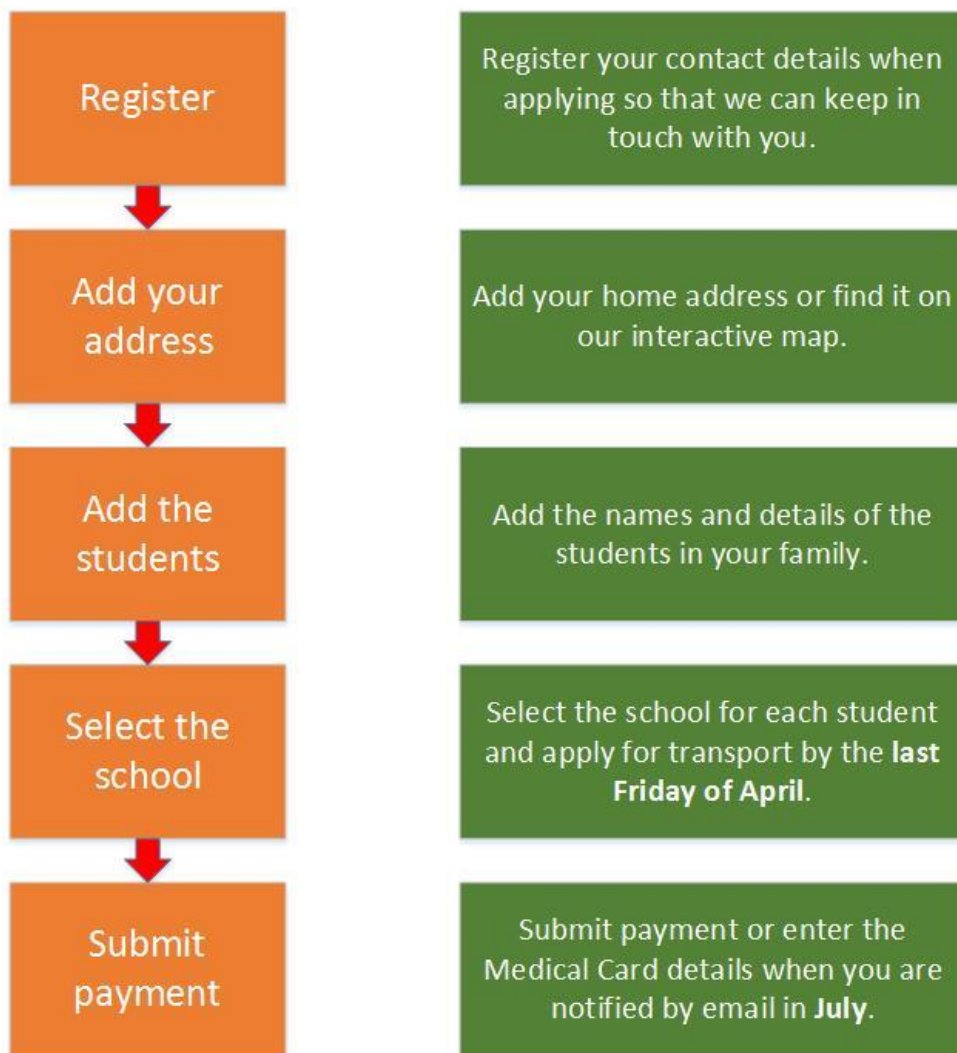 Register
Register your contact details when
applying so that we can keep in
touch with you.
Add your
address
Add your home address or find it on
our interactive map.
Add the
students
Add the names and details of the
students in your family.
Select the
school
Select the school for each student
and apply for transport by the last
Friday of April.
Submit
payment
Submit payment or enter the
Medical Card details when you are
notified by email in July.